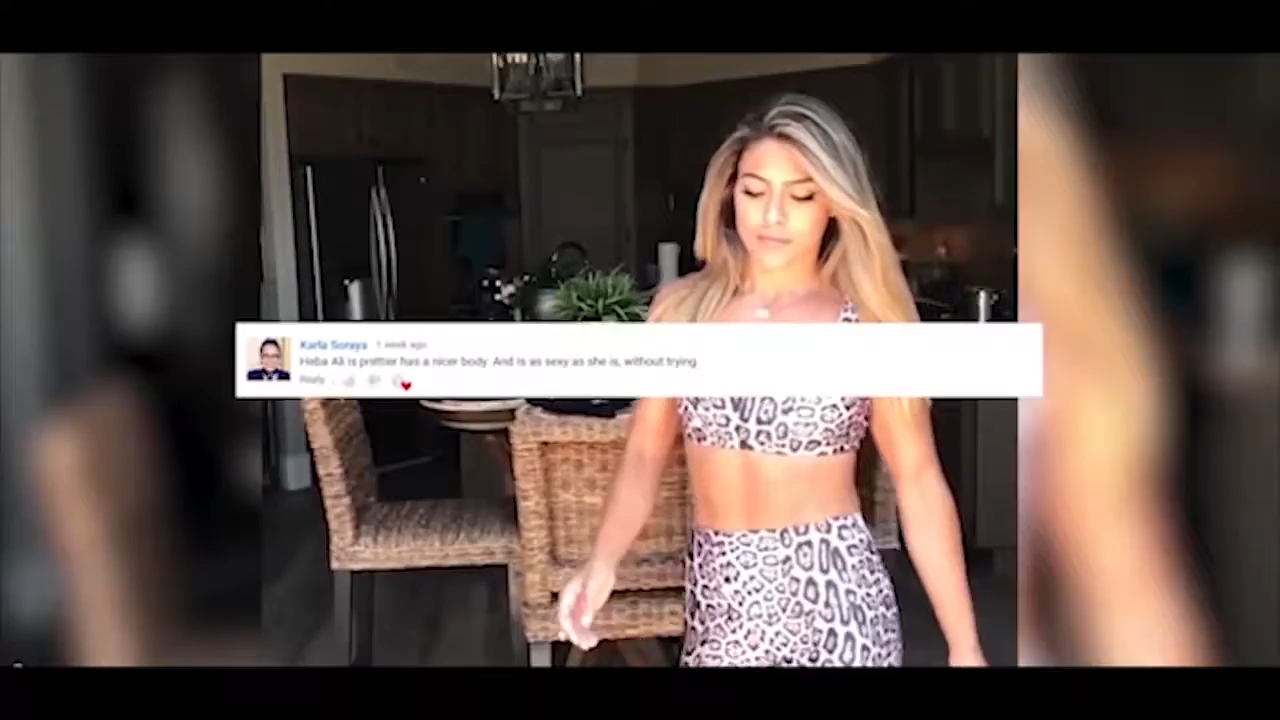 Karla Soraya 1 week ago
Heba Ali is prettier has a nicer body. And is as sexy as she is, without trying.
Reply